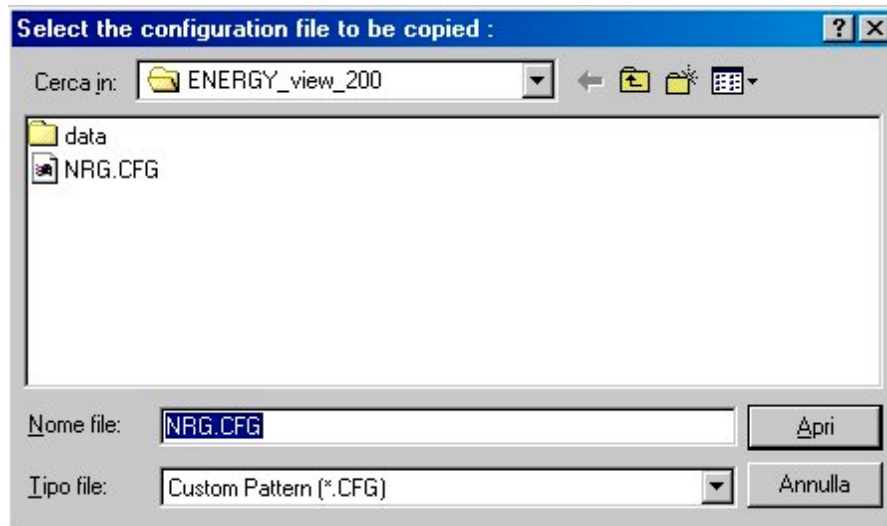 Select the configuration file to be copied :
Cerca in: ENERGY_view_200
data
NRG.CFG
Nome file: NRG.CFG Apri
Tipo file: Custom Pattern (*.CFG) Annulla